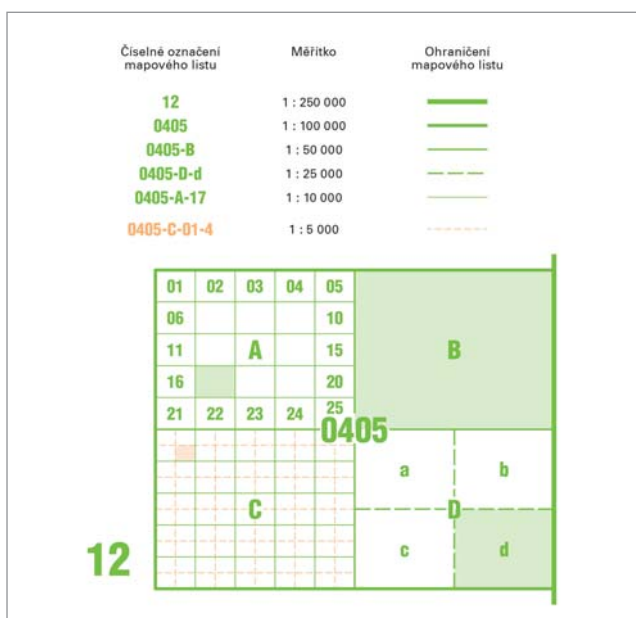 Číselné označení mapového listu Měřítko Ohraničení mapového listu
12 1 : 250 000
0405 1 : 100 000
0405-B 1 : 50 000
0405-D-d 1 : 25 000
0405-A-17 1 : 10 000
0405-C-01-4 1 : 5 000
01 02 03 04 05
06 10
11 A 15 B
16 20
21 22 23 24 25
0405
a b
C D
12 c d